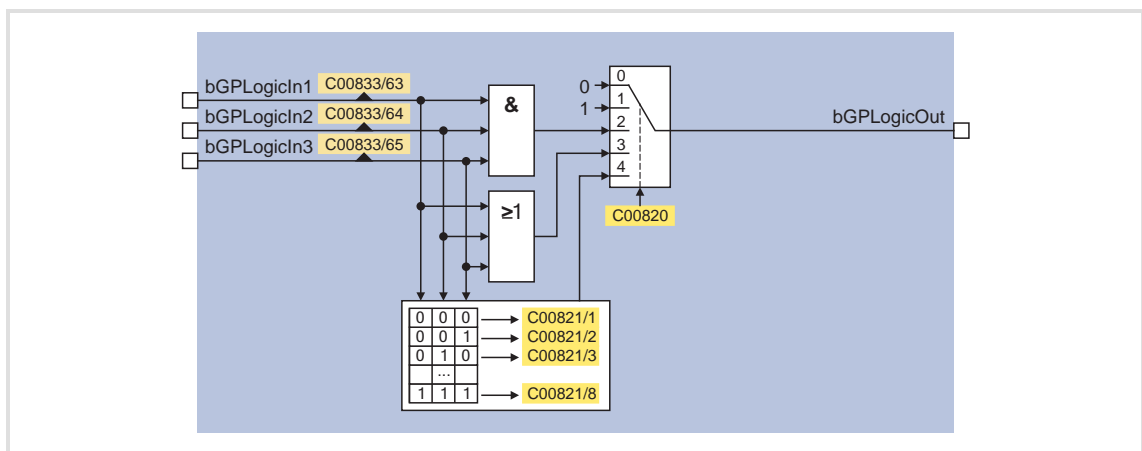 bGPLogicIn1 C00833/63
bGPLogicIn2 C00833/64
bGPLogicIn3 C00833/65
&
≥1
0
1
0
1
2
3
4
C00820
bGPLogicOut
0 0 0 C00821/1
0 0 1 C00821/2
0 1 0 C00821/3
...
1 1 1 C00821/8